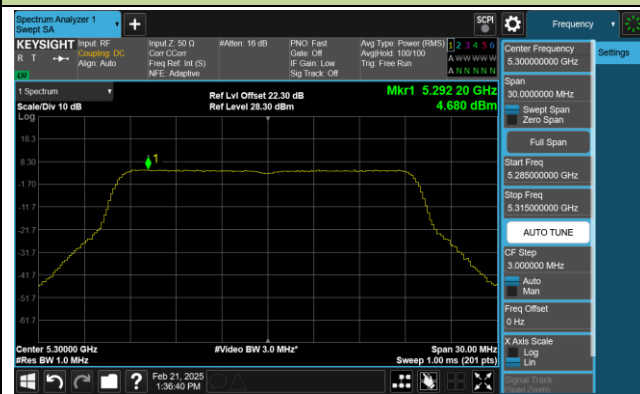 Spectrum Analyzer 1
Swept SA
+
SCPI
Frequency
KEYSIGHT
R T
Input: RF
Coupling: DC
Align: Auto
Input Z: 50 Ω
Corr CCorr
Freq Ref: Int (S)
NFE: Adaptive
#Atten: 16 dB
PNO: Fast
Gate: Off
IF Gain: Low
Sig Track: Off
Avg Type: Power (RMS)
Avg|Hold: 100/100
Trig: Free Run
1 2 3 4 5 6
A W W W W W
A N N N N N
1 Spectrum
Scale/Div 10 dB
Log
Ref Lvl Offset 22.30 dB
Ref Level 28.30 dBm
Mkr1 5.292 20 GHz
4.680 dBm
18.3
8.30
-1.70
-11.7
-21.7
-31.7
-41.7
-51.7
-61.7
1
Center 5.30000 GHz
#Res BW 1.0 MHz
#Video BW 3.0 MHz*
Span 30.00 MHz
Sweep 1.00 ms (201 pts)
Feb 21, 2025
1:36:40 PM
Center Frequency
5.300000000 GHz
Settings
Span
30.0000000 MHz
Swept Span
Zero Span
Full Span
Start Freq
5.285000000 GHz
Stop Freq
5.315000000 GHz
AUTO TUNE
CF Step
3.000000 MHz
Auto
Man
Freq Offset
0 Hz
X Axis Scale
Log
Lin
Signal Track
(Span Zoom)